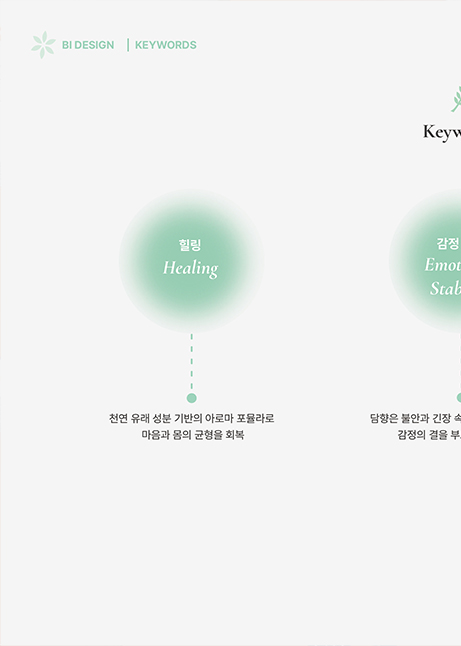 BI DESIGN | KEYWORDS
Keyw
힐링
Healing
감정
Emot
Stab
천연 유래 성분 기반의 아로마 포뮬라로
마음과 몸의 균형을 회복
담향은 불안과 긴장 속
감정의 결을 부